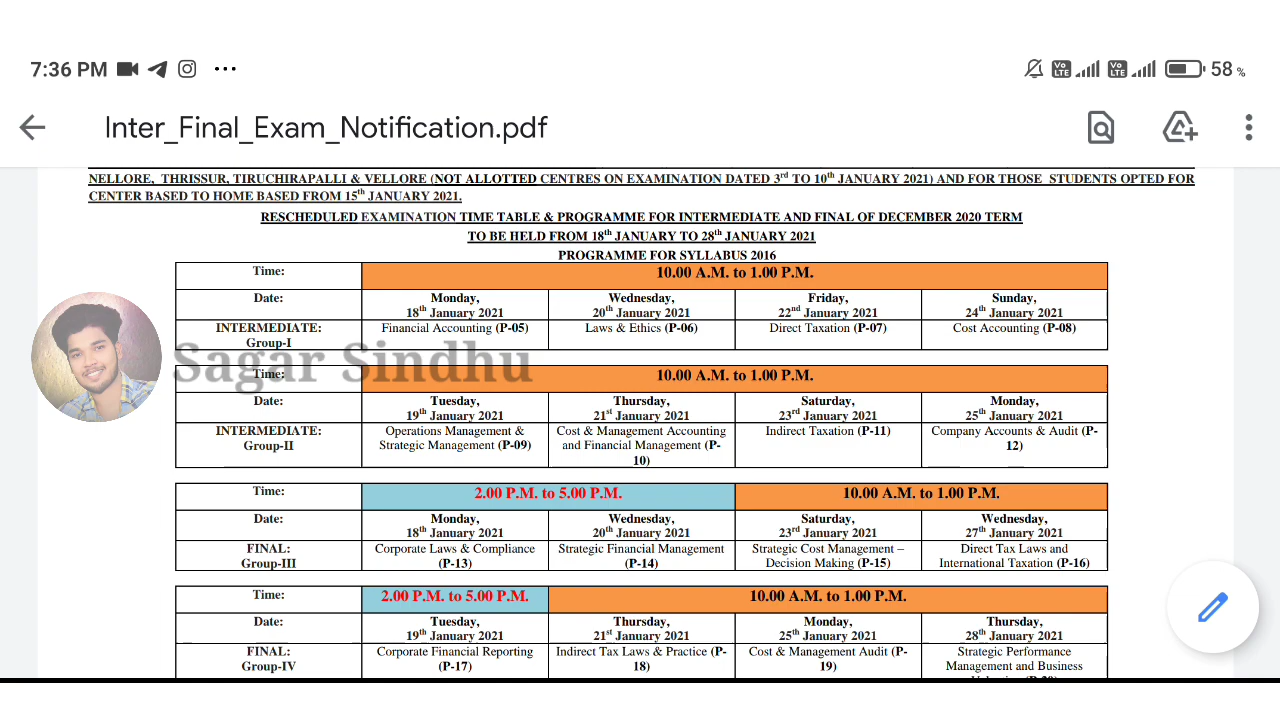 7:36 PM ...
Vo LTE Vo LTE 58 %
Inter_Final_Exam_Notification.pdf
NELLORE, THRISSUR, TIRUCHIRAPALLI & VELLORE (NOT ALLOTTED CENTRES ON EXAMINATION DATED 3rd TO 10th JANUARY 2021) AND FOR THOSE STUDENTS OPTED FOR
CENTER BASED TO HOME BASED FROM 15th JANUARY 2021.
RESCHEDULED EXAMINATION TIME TABLE & PROGRAMME FOR INTERMEDIATE AND FINAL OF DECEMBER 2020 TERM
TO BE HELD FROM 18th JANUARY TO 28th JANUARY 2021
PROGRAMME FOR SYLLABUS 2016
Time: 10.00 A.M. to 1.00 P.M.
Date: Monday, Wednesday, Friday, Sunday,
18th January 2021 20th January 2021 22nd January 2021 24th January 2021
INTERMEDIATE: Financial Accounting (P-05) Laws & Ethics (P-06) Direct Taxation (P-07) Cost Accounting (P-08)
Group-I
Sagar Sindhu
Time: 10.00 A.M. to 1.00 P.M.
Date: Tuesday, Thursday, Saturday, Monday,
19th January 2021 21st January 2021 23rd January 2021 25th January 2021
INTERMEDIATE: Operations Management & Cost & Management Accounting Indirect Taxation (P-11) Company Accounts & Audit (P-
Group-II Strategic Management (P-09) and Financial Management (P- 12)
10)
Time: 2.00 P.M. to 5.00 P.M. 10.00 A.M. to 1.00 P.M.
Date: Monday, Wednesday, Saturday, Wednesday,
18th January 2021 20th January 2021 23rd January 2021 27th January 2021
FINAL: Corporate Laws & Compliance Strategic Financial Management Strategic Cost Management – Direct Tax Laws and
Group-III (P-13) (P-14) Decision Making (P-15) International Taxation (P-16)
Time: 2.00 P.M. to 5.00 P.M. 10.00 A.M. to 1.00 P.M.
Date: Tuesday, Thursday, Monday, Thursday,
19th January 2021 21st January 2021 25th January 2021 28th January 2021
FINAL: Corporate Financial Reporting Indirect Tax Laws & Practice (P- Cost & Management Audit (P- Strategic Performance
Group-IV (P-17) 18) 19) Management and Business